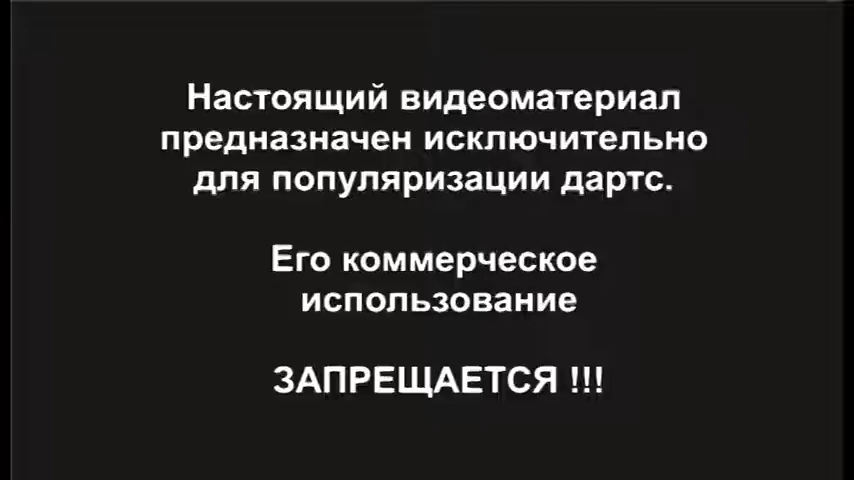 Настоящий видеоматериал
предназначен исключительно
для популяризации дартс.
Его коммерческое
использование
ЗАПРЕЩАЕТСЯ !!!